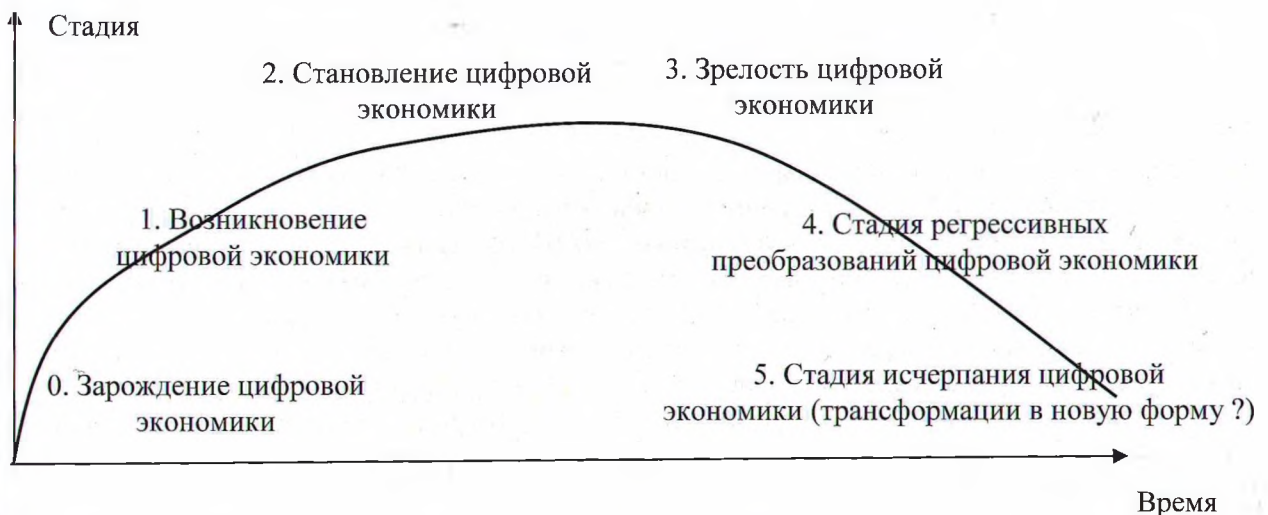 Стадия
2. Становление цифровой
экономики
3. Зрелость цифровой
экономики
1. Возникновение
цифровой экономики
4. Стадия регрессивных
преобразований цифровой экономики
0. Зарождение цифровой
экономики
5. Стадия исчерпания цифровой
экономики (трансформации в новую форму ?)
Время